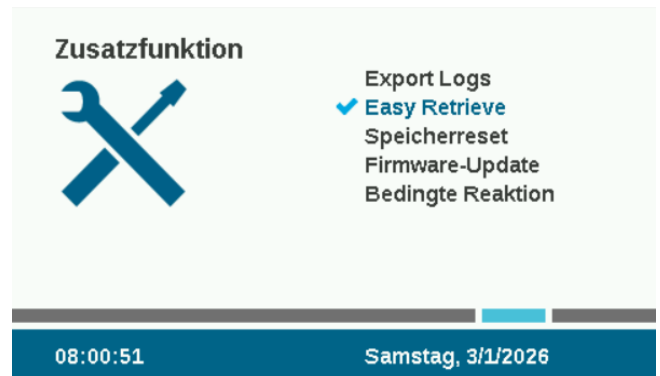 Zusatzfunktion
Export Logs
Easy Retrieve
Speicherreset
Firmware-Update
Bedingte Reaktion
08:00:51
Samstag, 3/1/2026